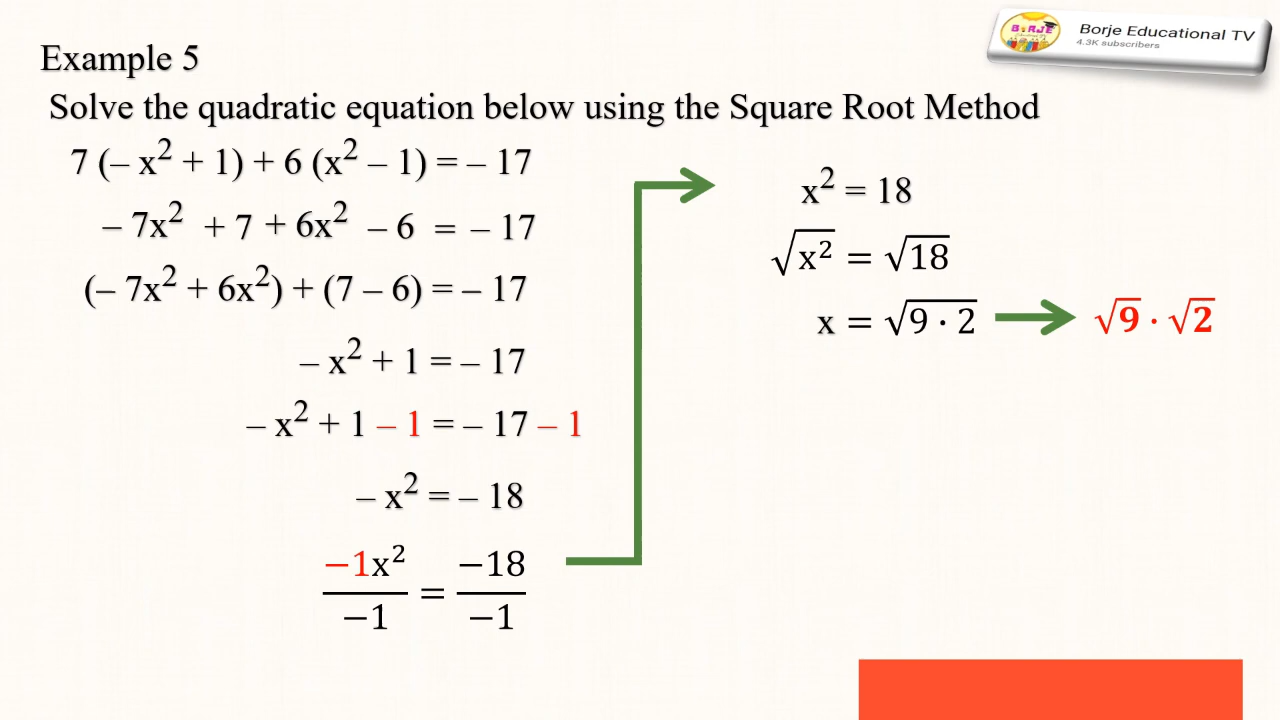 Borje Educational TV
4.3K subscribers
BORJE
Example 5
Solve the quadratic equation below using the Square Root Method
7 (– x² + 1) + 6 (x² – 1) = – 17
– 7x² + 7 + 6x² – 6 = – 17
(– 7x² + 6x²) + (7 – 6) = – 17
– x² + 1 = – 17
– x² + 1 – 1 = – 17 – 1
– x² = – 18
−1x²/−1 = −18/−1
x² = 18
√x² = √18
x = √9 · 2 → √9 · √2